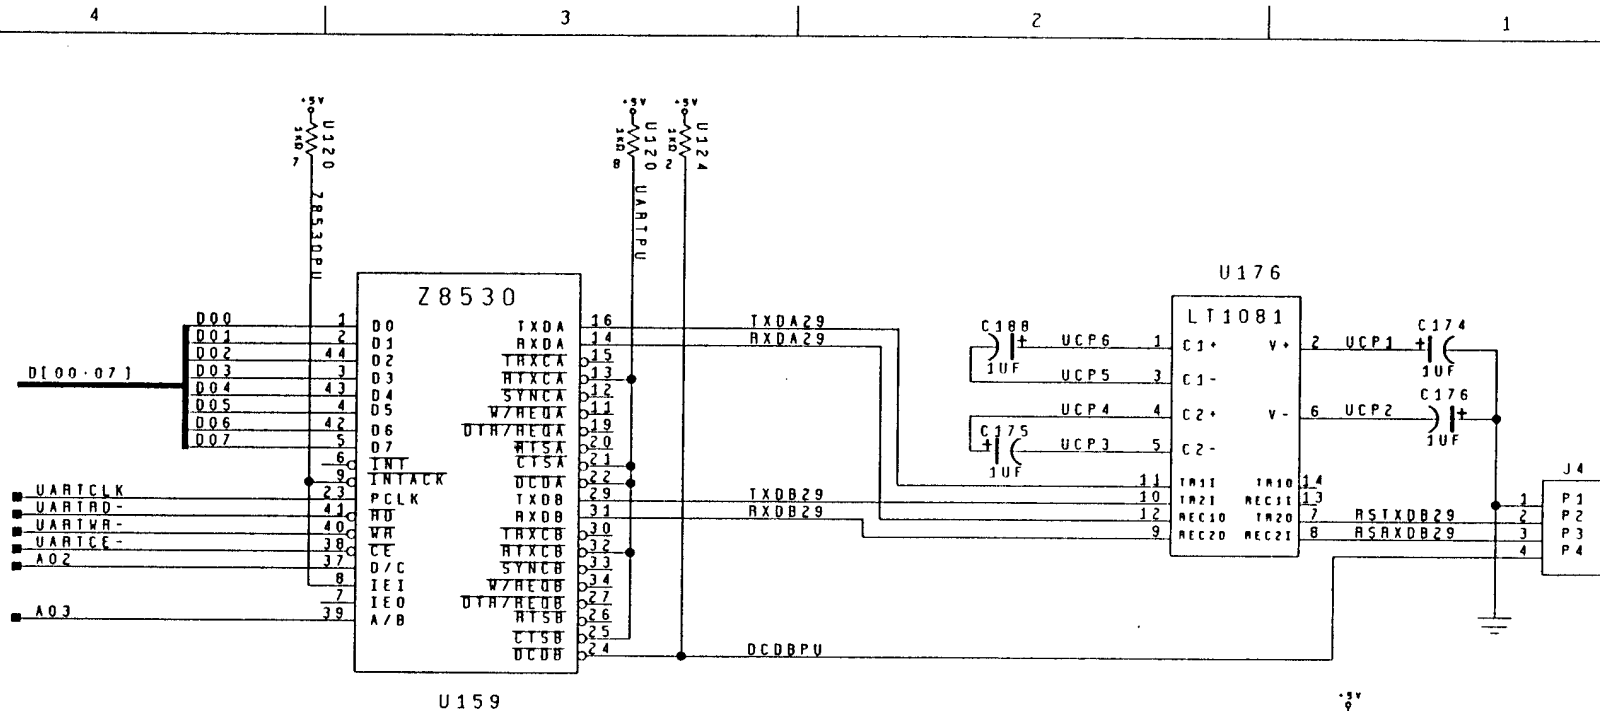 4 3 2 1
+5V +5V +5V
U120 1KΩ 7
U120 1KΩ 8
U124 1KΩ 2
Z8530PU
UARTPU
U176
Z8530
LT1081
D00 1 D0 TXDA 16 TXDA29
D01 2 D1 RXDA 14 RXDA29
D02 44 D2 TRXCA 15
D03 3 D3 RTXCA 13
D04 43 D4 SYNCA 12
D05 4 D5 W/REQA 11
D06 42 D6 DTR/REQA 19
D07 5 D7 RTSA 20
D[00·07]
6 INT CTSA 21
9 INTACK DCDA 22
UARTCLK 23 PCLK TXDB 29 TXDB29
UARTRD- 41 RD RXDB 31 RXDB29
UARTWR- 40 WR TRXCB 30
UARTCE- 38 CE RTXCB 32
A02 37 D/C SYNCB 33
8 IEI W/REQB 34
7 IEO DTR/REQB 27
A03 39 A/B RTSB 26
CTSB 25
DCDB 24 DCDBPU
U159
C188 1UF UCP6 1 C1+ V+ 2 UCP1 + C174 1UF
+
UCP5 3 C1-
UCP4 4 C2+ V- 6 UCP2 C176 + 1UF
C175 + 1UF UCP3 5 C2-
11 TR1I TR1O 14
10 TR2I REC1I 13
12 REC1O TR2O 7 RSTXDB29
9 REC2O REC2I 8 RSRXDB29
J4
1 P1
2 P2
3 P3
4 P4
+5V